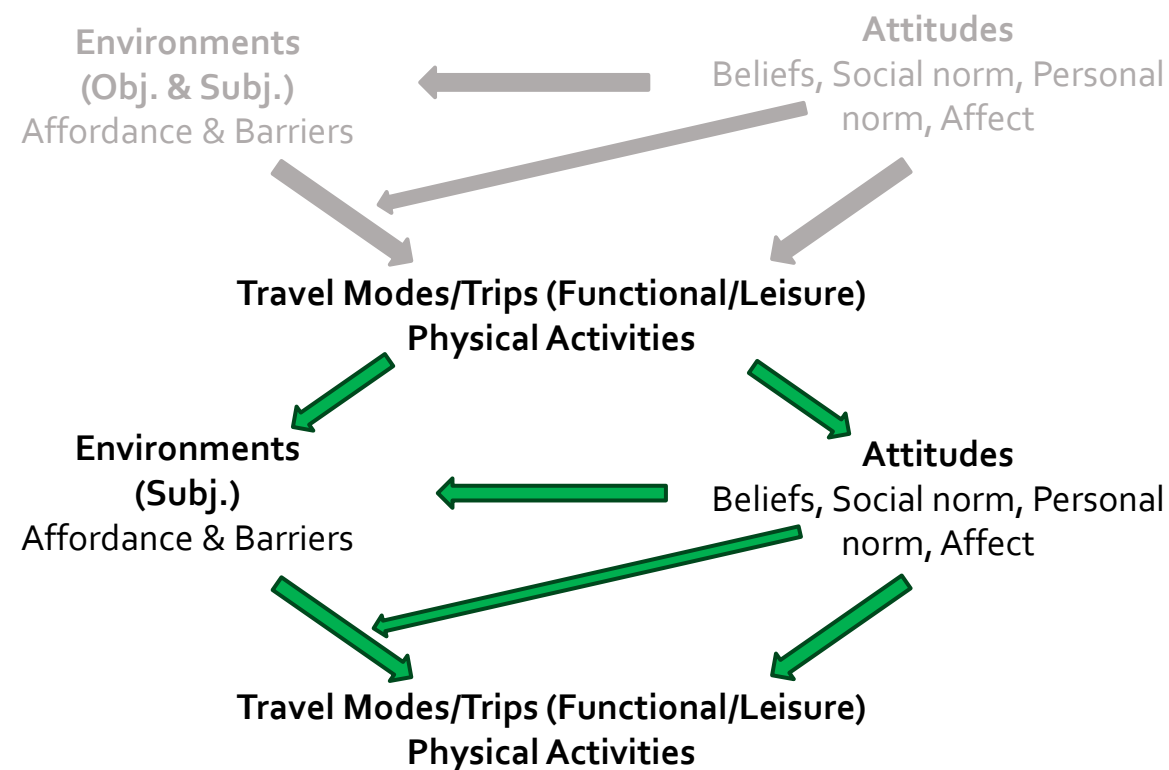 Environments
(Obj. & Subj.)
Affordance & Barriers
Attitudes
Beliefs, Social norm, Personal
norm, Affect
Travel Modes/Trips (Functional/Leisure)
Physical Activities
Environments
(Subj.)
Affordance & Barriers
Attitudes
Beliefs, Social norm, Personal
norm, Affect
Travel Modes/Trips (Functional/Leisure)
Physical Activities